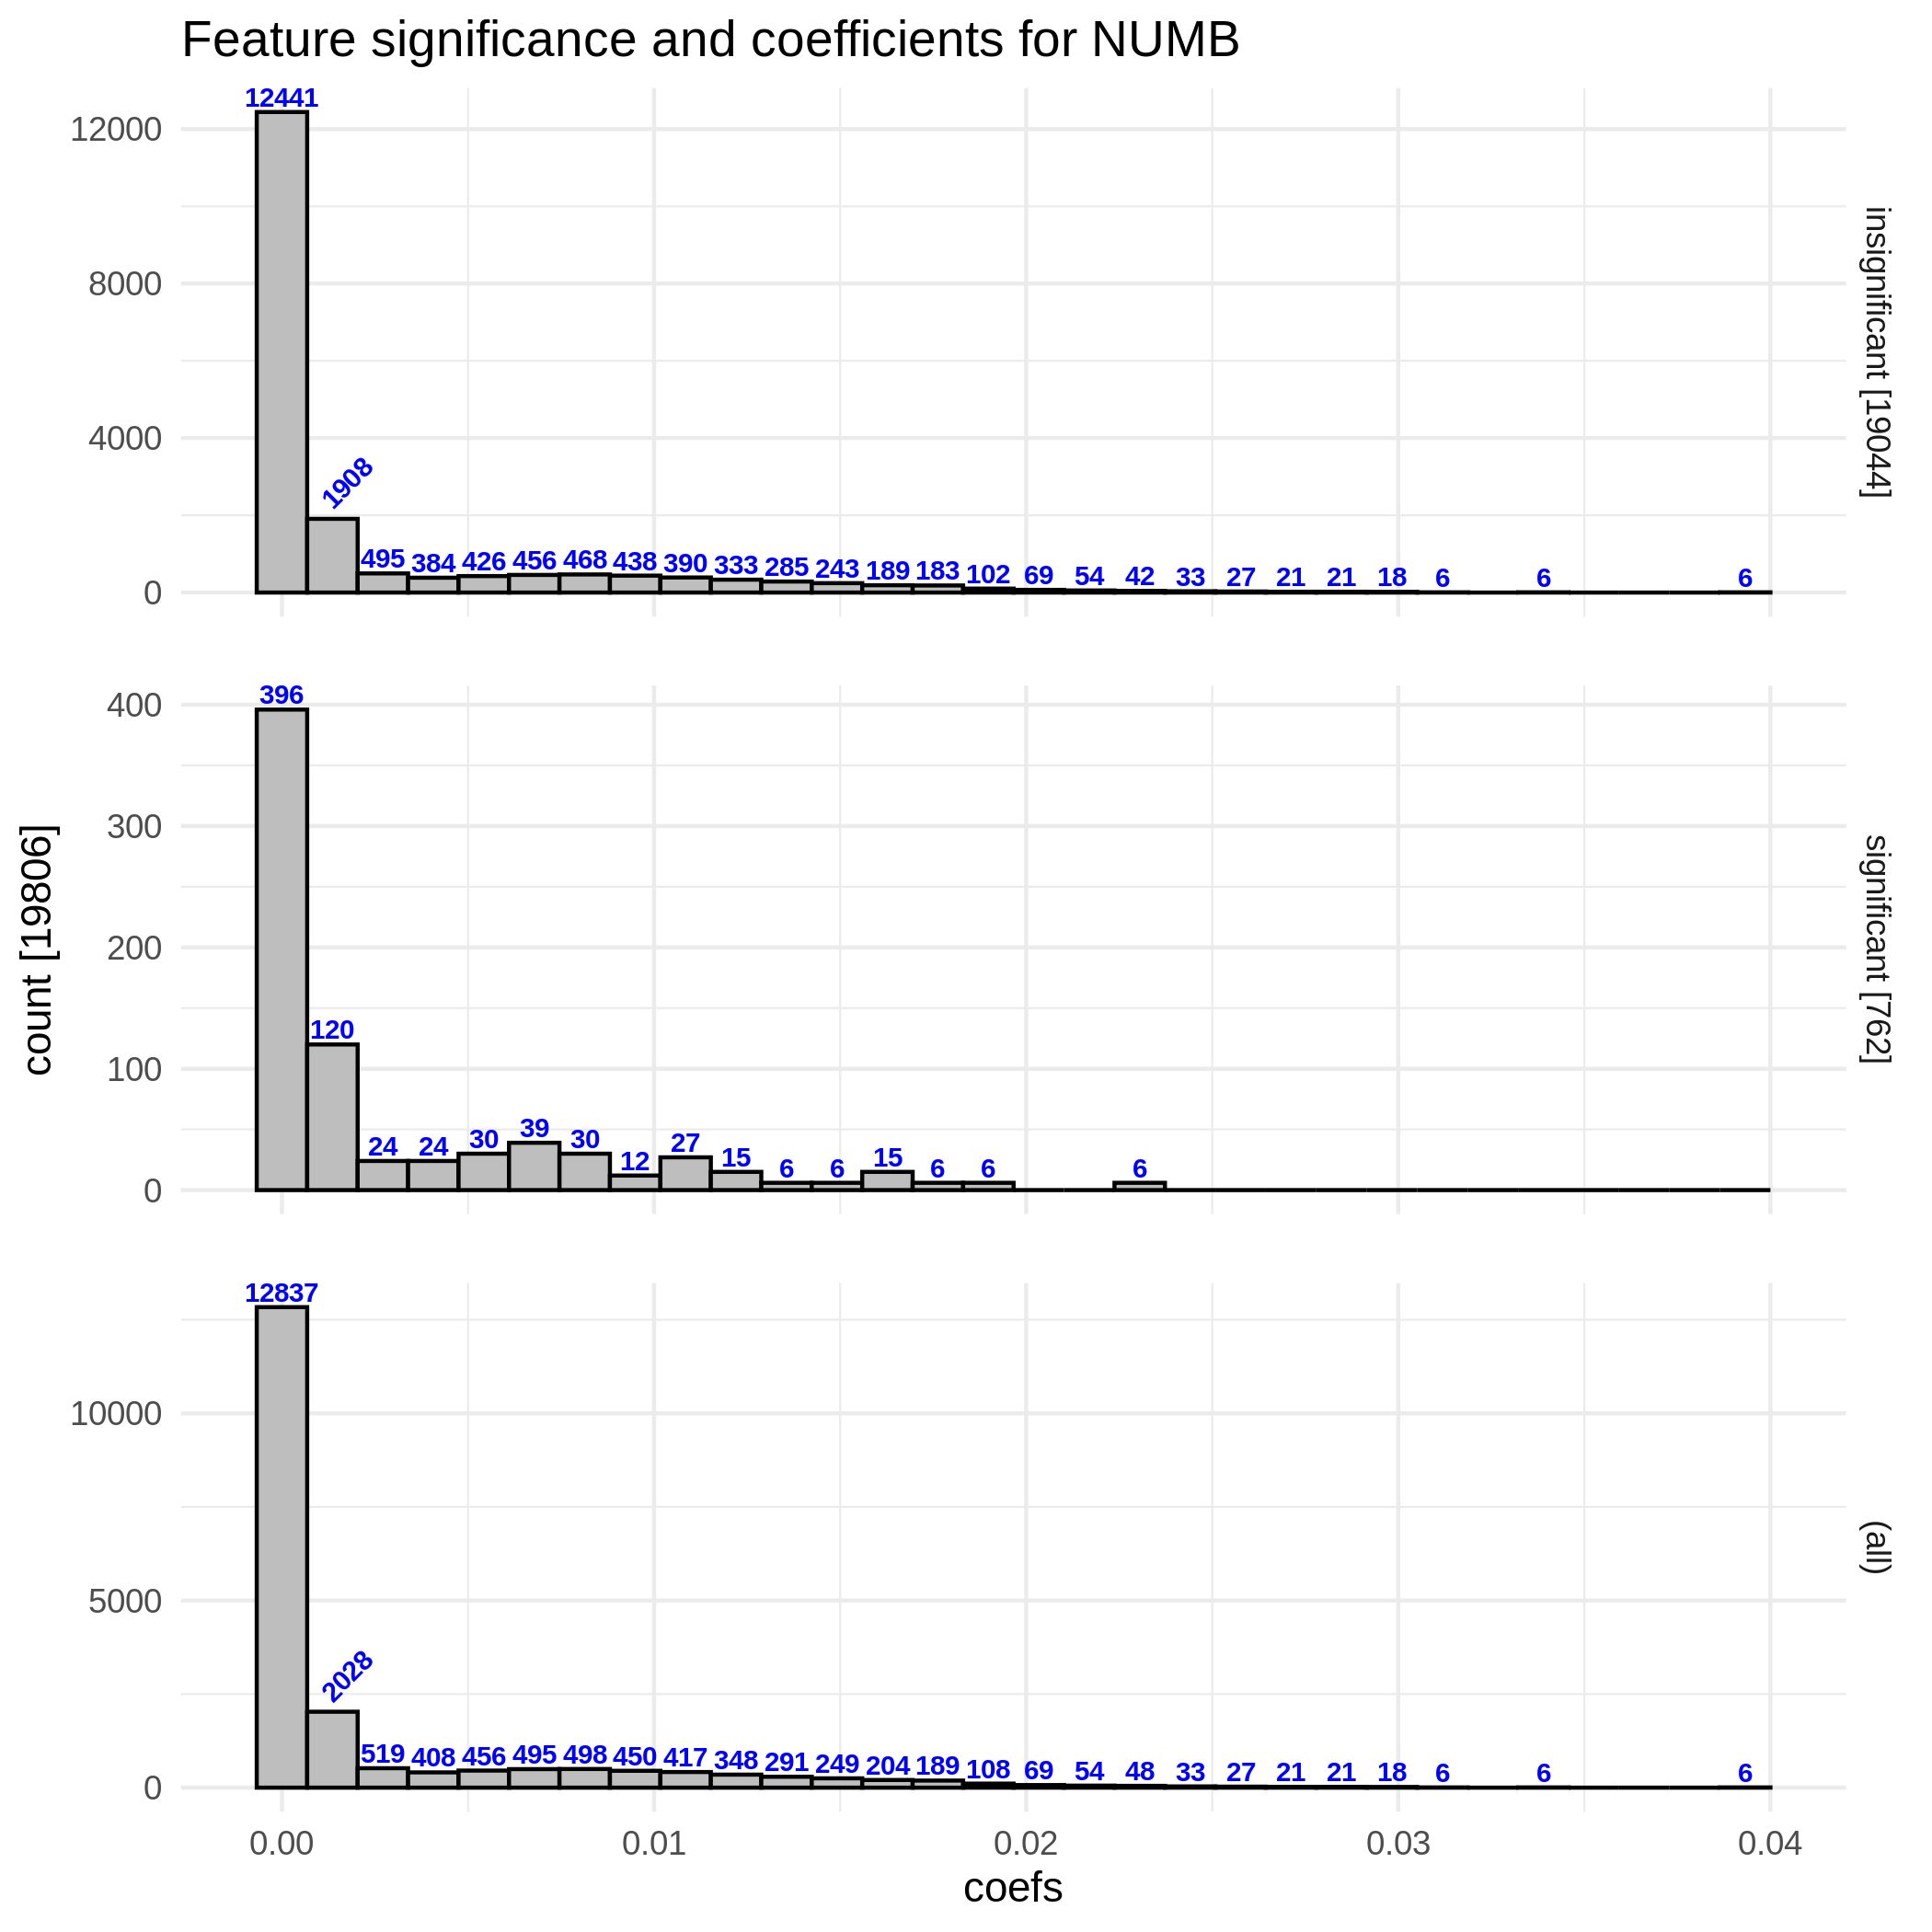 Feature significance and coefficients for NUMB
12441
12000
8000
4000
0
1908
495 384 426 456 468 438 390 333 285 243 189 183 102 69 54 42 33 27 21 21 18 6 6 6
insignificant [19044]
count [19806]
396
400
300
200
100
0
120
24 24 30 39 30 12 27 15 6 6 15 6 6 6
significant [762]
12837
10000
5000
0
2028
519 408 456 495 498 450 417 348 291 249 204 189 108 69 54 48 33 27 21 21 18 6 6 6
(all)
0.00 0.01 0.02 0.03 0.04
coefs